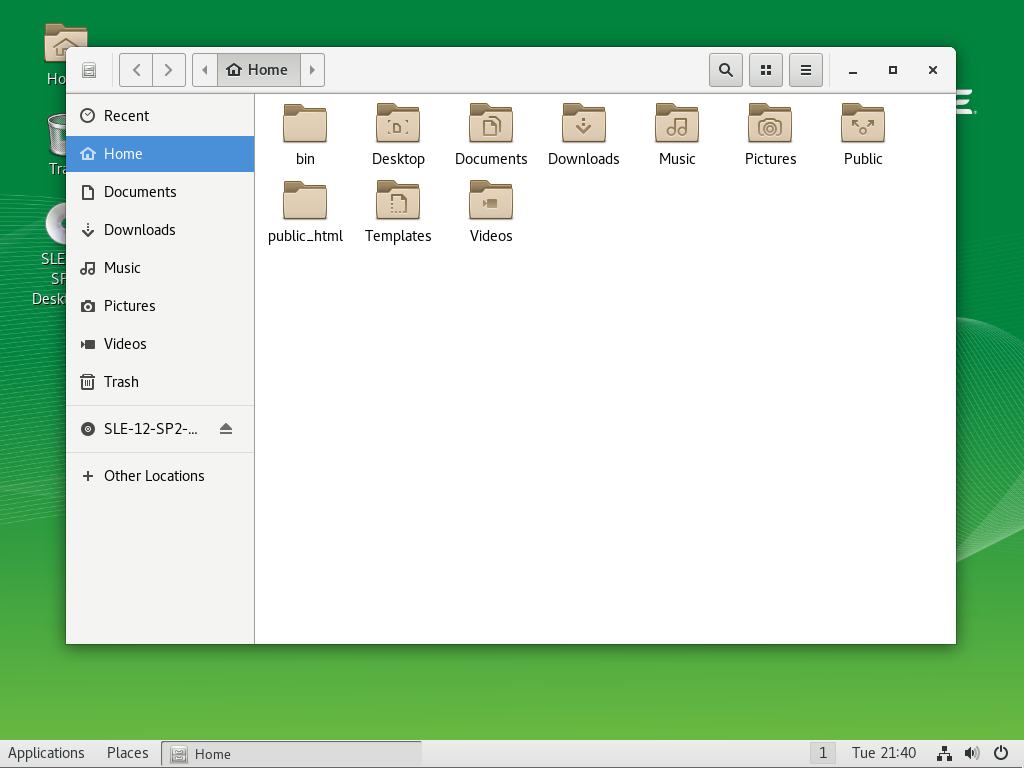 Ho
Home
Recent
Home
Documents
Downloads
Music
Pictures
Videos
Trash
SLE-12-SP2-...
Other Locations
bin
Desktop
Documents
Downloads
Music
Pictures
Public
public_html
Templates
Videos
Tra
SLE
SP
Desk
Applications
Places
Home
1
Tue 21:40